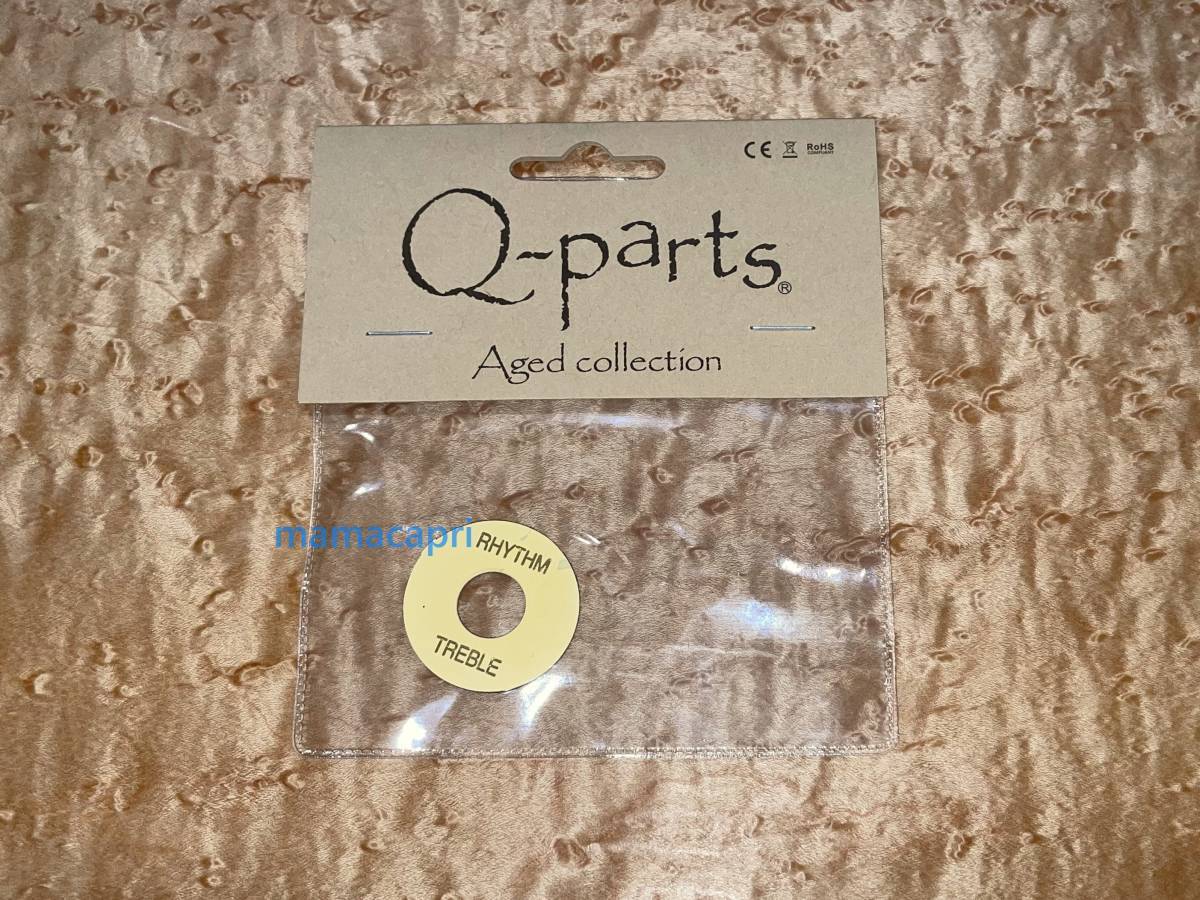 CE RoHS
COMPLIANT
Q-parts®
Aged collection
mamacapri
RHYTHM
TREBLE